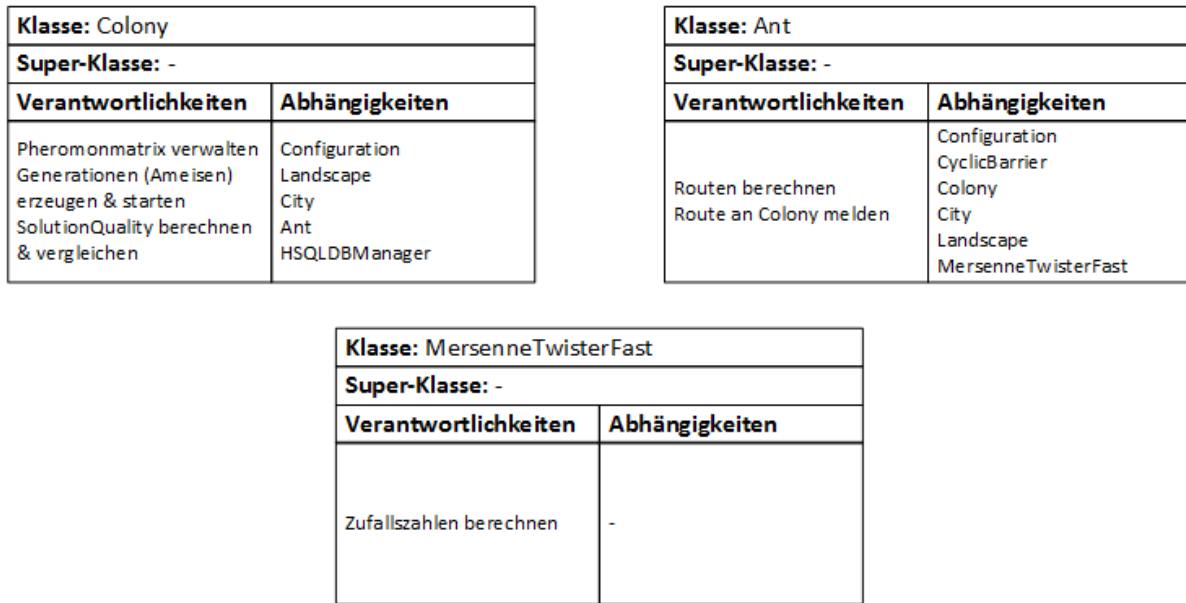 Klasse: Colony
Super-Klasse: -
Verantwortlichkeiten
Abhängigkeiten
Pheromonmatrix verwalten
Generationen (Ameisen)
erzeugen & starten
SolutionQuality berechnen
& vergleichen
Configuration
Landscape
City
Ant
HSQLDBManager
Klasse: Ant
Super-Klasse: -
Verantwortlichkeiten
Abhängigkeiten
Routen berechnen
Route an Colony melden
Configuration
CyclicBarrier
Colony
City
Landscape
MersenneTwisterFast
Klasse: MersenneTwisterFast
Super-Klasse: -
Verantwortlichkeiten
Abhängigkeiten
Zufallszahlen berechnen
-